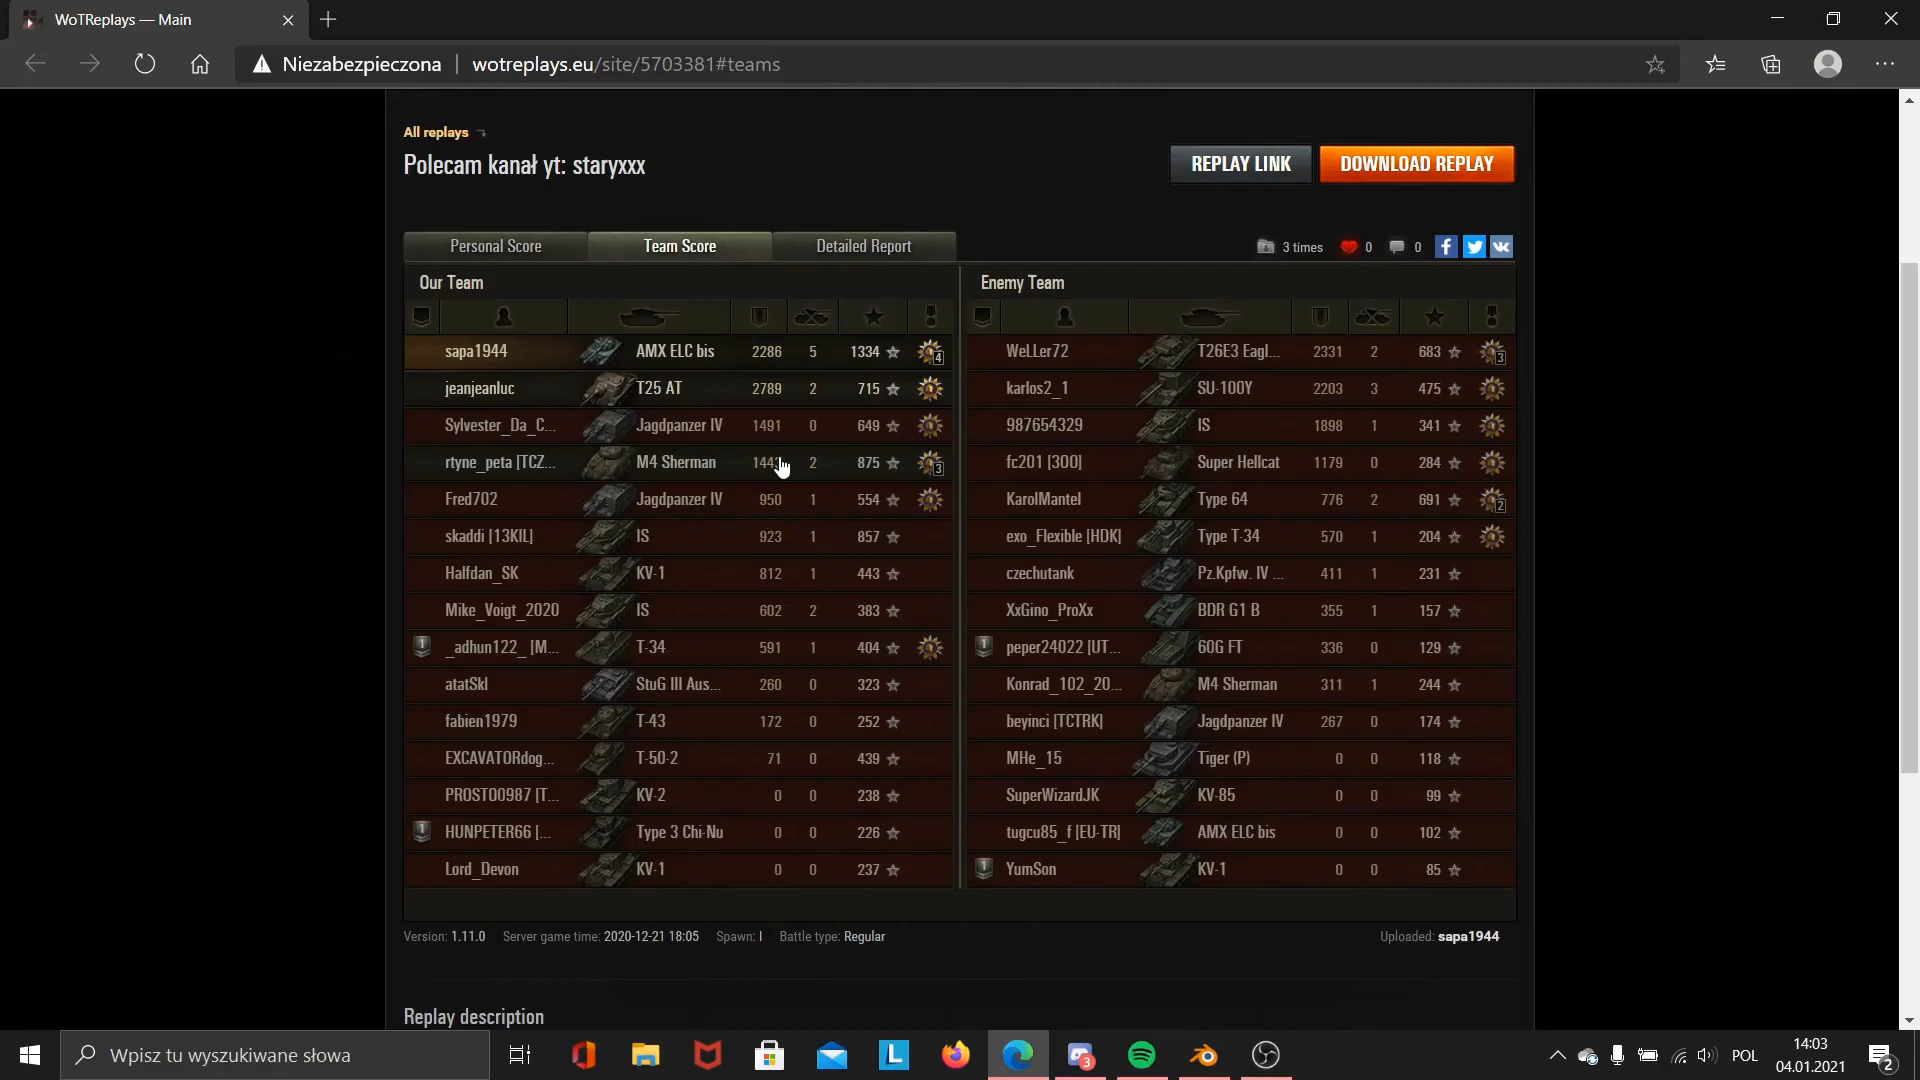 WoTReplays — Main
Niezabezpieczona | wotreplays.eu/site/5703381#teams
All replays
Polecam kanał yt: staryxxx
REPLAY LINK
DOWNLOAD REPLAY
Personal Score
Team Score
Detailed Report
3 times
0
0
Our Team
Enemy Team
sapa1944 AMX ELC bis 2286 5 1334 4
WeLLer72 T26E3 Eagl... 2331 2 683 3
jeanjeanluc T25 AT 2789 2 715
karlos2_1 SU-100Y 2203 3 475
Sylvester_Da_C... Jagdpanzer IV 1491 0 649
987654329 IS 1898 1 341
rtyne_peta [TCZ... M4 Sherman 2 875 3
fc201 [3OO] Super Hellcat 1179 0 284
Fred702 Jagdpanzer IV 950 1 554
KarolMantel Type 64 776 2 691 2
skaddi [13KIL] IS 923 1 857
exo_Flexible [HDK] Type T-34 570 1 204
Halfdan_SK KV-1 812 1 443
czechutank Pz.Kpfw. IV ... 411 1 231
Mike_Voigt_2020 IS 602 2 383
XxGino_ProXx BDR G1 B 355 1 157
1 _adhun122_ [M... T-34 591 1 404
1 peper24022 [UT... 60G FT 336 0 129
atatSkl StuG III Aus... 260 0 323
Konrad_102_20... M4 Sherman 311 1 244
fabien1979 T-43 172 0 252
beyinci [TCTRK] Jagdpanzer IV 267 0 174
EXCAVATORdog... T-50-2 71 0 439
MHe_15 Tiger (P) 0 0 118
PROSTO0987 [T... KV-2 0 0 238
SuperWizardJK KV-85 0 0 99
1 HUNPETER66 [... Type 3 Chi-Nu 0 0 226
tugcu85_f [EU-TR] AMX ELC bis 0 0 102
Lord_Devon KV-1 0 0 237
1 YumSon KV-1 0 0 85
Version: 1.11.0 Server game time: 2020-12-21 18:05 Spawn: I Battle type: Regular
Uploaded: sapa1944
Replay description
Wpisz tu wyszukiwane słowa
L
3
POL
14:03
04.01.2021
2